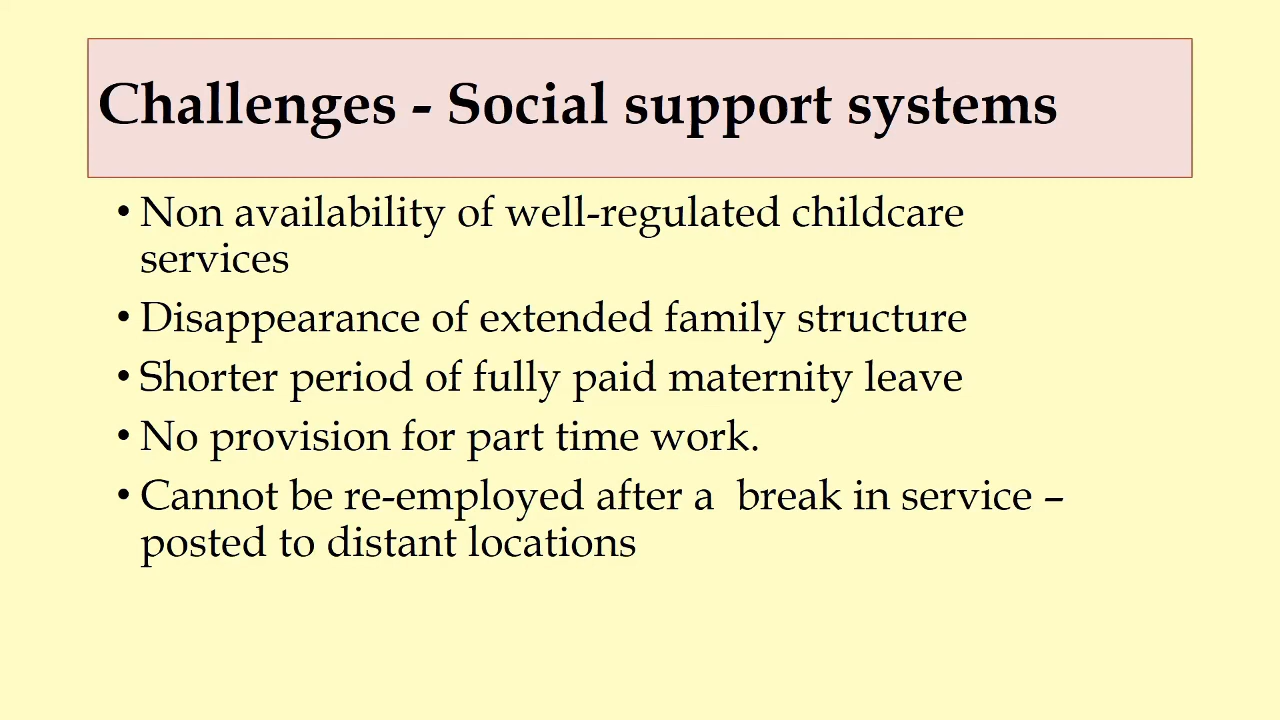 Challenges - Social support systems
• Non availability of well-regulated childcare
services
• Disappearance of extended family structure
• Shorter period of fully paid maternity leave
• No provision for part time work.
• Cannot be re-employed after a  break in service –
posted to distant locations